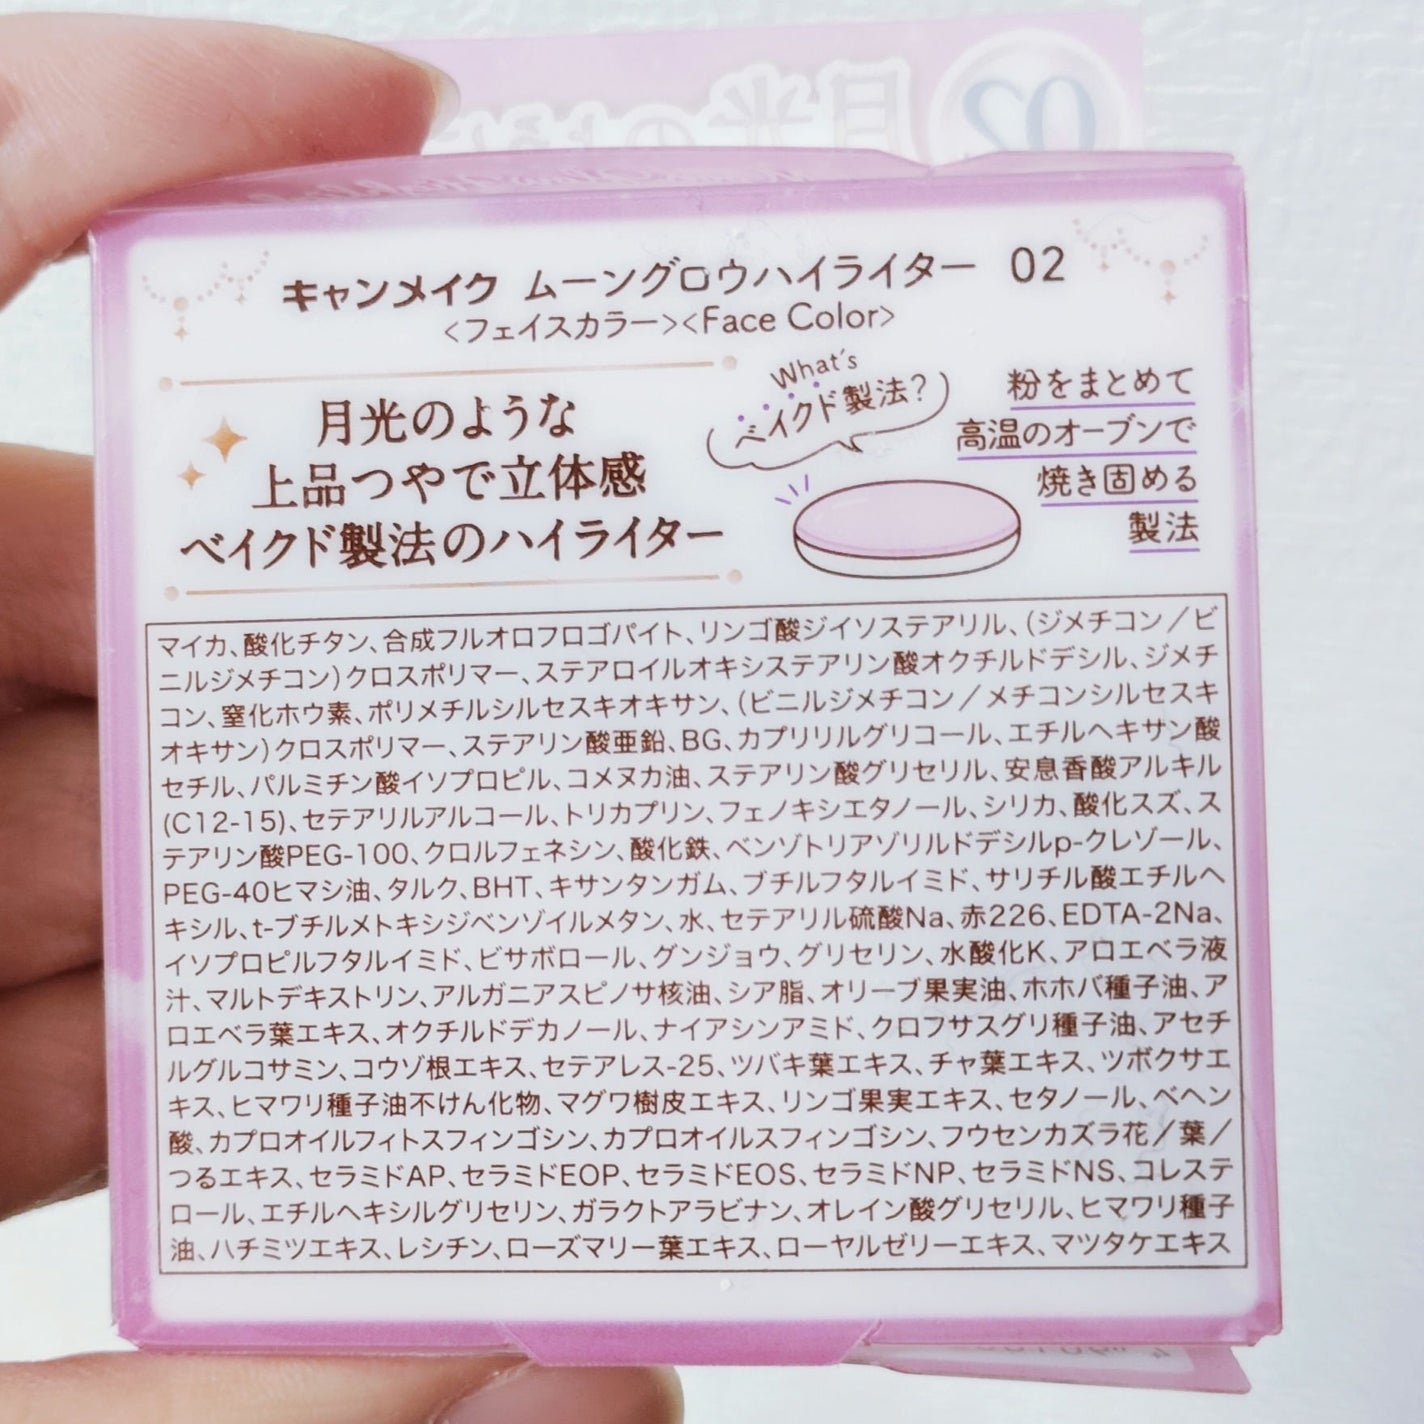 02
月光の
キャンメイク ムーングロウハイライター 02
<フェイスカラー><Face Color>
月光のような
上品つやで立体感
ベイクド製法のハイライター
What's
ベイクド製法?
粉をまとめて
高温のオーブンで
焼き固める
製法
マイカ、酸化チタン、合成フルオロフロゴパイト、リンゴ酸ジイソステアリル、(ジメチコン/ビ
ニルジメチコン)クロスポリマー、ステアロイルオキシステアリン酸オクチルドデシル、ジメチ
コン、窒化ホウ素、ポリメチルシルセスキオキサン、(ビニルジメチコン/メチコンシルセスキ
オキサン)クロスポリマー、ステアリン酸亜鉛、BG、カプリリルグリコール、エチルヘキサン酸
セチル、パルミチン酸イソプロピル、コメヌカ油、ステアリン酸グリセリル、安息香酸アルキル
(C12-15)、セテアリルアルコール、トリカプリン、フェノキシエタノール、シリカ、酸化スズ、ス
テアリン酸PEG-100、クロルフェネシン、酸化鉄、ベンゾトリアゾリルドデシルp-クレゾール、
PEG-40ヒマシ油、タルク、BHT、キサンタンガム、ブチルフタルイミド、サリチル酸エチルヘ
キシル、t-ブチルメトキシジベンゾイルメタン、水、セテアリル硫酸Na、赤226、EDTA-2Na、
イソプロピルフタルイミド、ビサボロール、グンジョウ、グリセリン、水酸化K、アロエベラ液
汁、マルトデキストリン、アルガニアスピノサ核油、シア脂、オリーブ果実油、ホホバ種子油、ア
ロエベラ葉エキス、オクチルドデカノール、ナイアシンアミド、クロフサスグリ種子油、アセチ
ルグルコサミン、コウゾ根エキス、セテアレス-25、ツバキ葉エキス、チャ葉エキス、ツボクサエ
キス、ヒマワリ種子油不けん化物、マグワ樹皮エキス、リンゴ果実エキス、セタノール、ベヘン
酸、カプロオイルフィトスフィンゴシン、カプロオイルスフィンゴシン、フウセンカズラ花/葉/
つるエキス、セラミドAP、セラミドEOP、セラミドEOS、セラミドNP、セラミドNS、コレステ
ロール、エチルヘキシルグリセリン、ガラクトアラビナン、オレイン酸グリセリル、ヒマワリ種子
油、ハチミツエキス、レシチン、ローズマリー葉エキス、ローヤルゼリーエキス、マツタケエキス